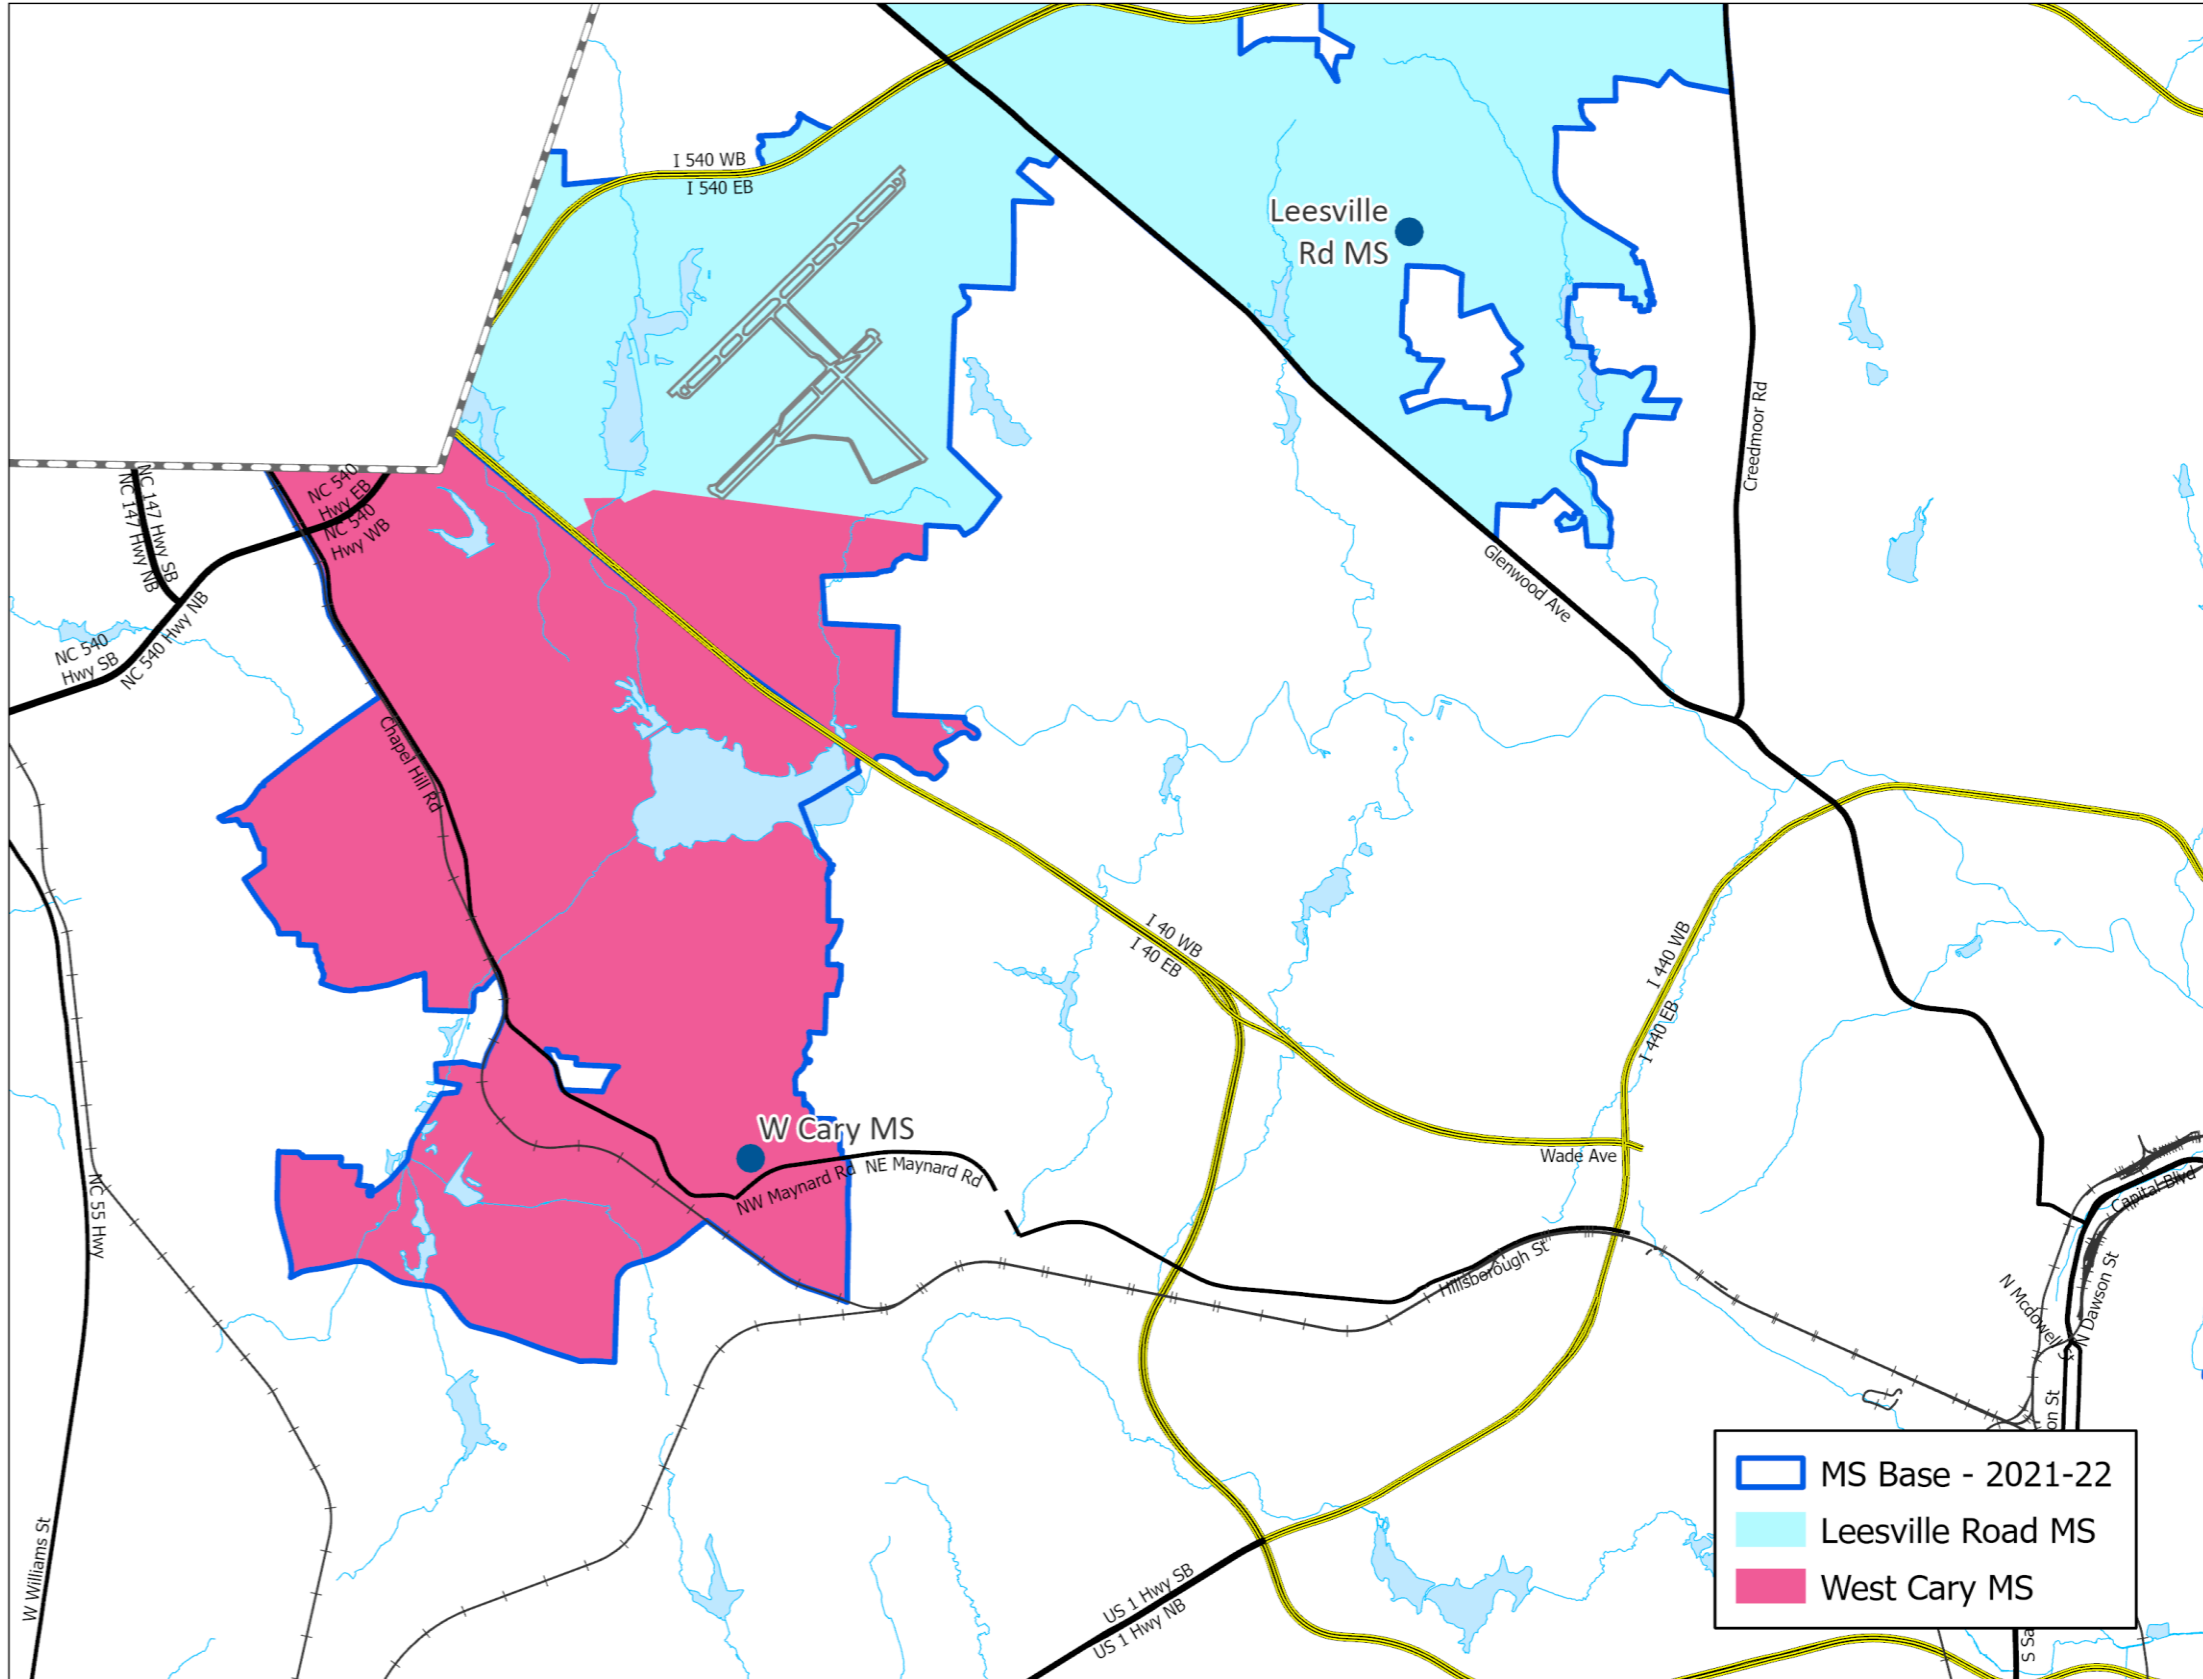 I 540 WB
I 540 EB
Leesville
Rd MS
NC 540
Hwy EB
NC 540
Hwy WB
NC 147 Hwy SB
NC 147 Hwy NB
Creedmoor Rd
Glenwood Ave
NC 540
Hwy SB
NC 540 Hwy NB
Chapel Hill Rd
I 40 WB
I 40 EB
I 440 WB
I 440 EB
W Cary MS
NW Maynard Rd
NE Maynard Rd
Wade Ave
NC 55 Hwy
Capital Blvd
Hillsborough St
N Mcdowell St
N Dawson St
on St
W Williams St
US 1 Hwy SB
US 1 Hwy NB
S Sa
MS Base - 2021-22
Leesville Road MS
West Cary MS